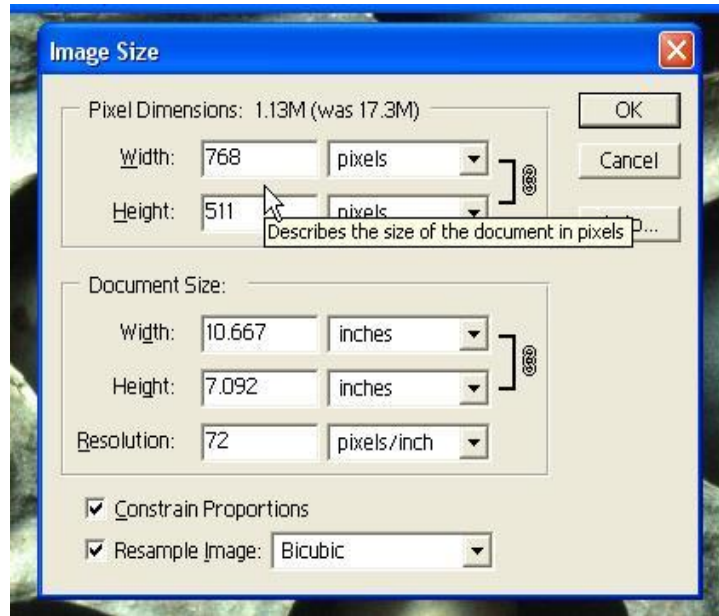 Image Size
Pixel Dimensions: 1.13M (was 17.3M)
OK
Width: 768 pixels
Cancel
Height: 511 pixels
Describes the size of the document in pixels
Document Size:
Width: 10.667 inches
Height: 7.092 inches
Resolution: 72 pixels/inch
Constrain Proportions
Resample Image: Bicubic